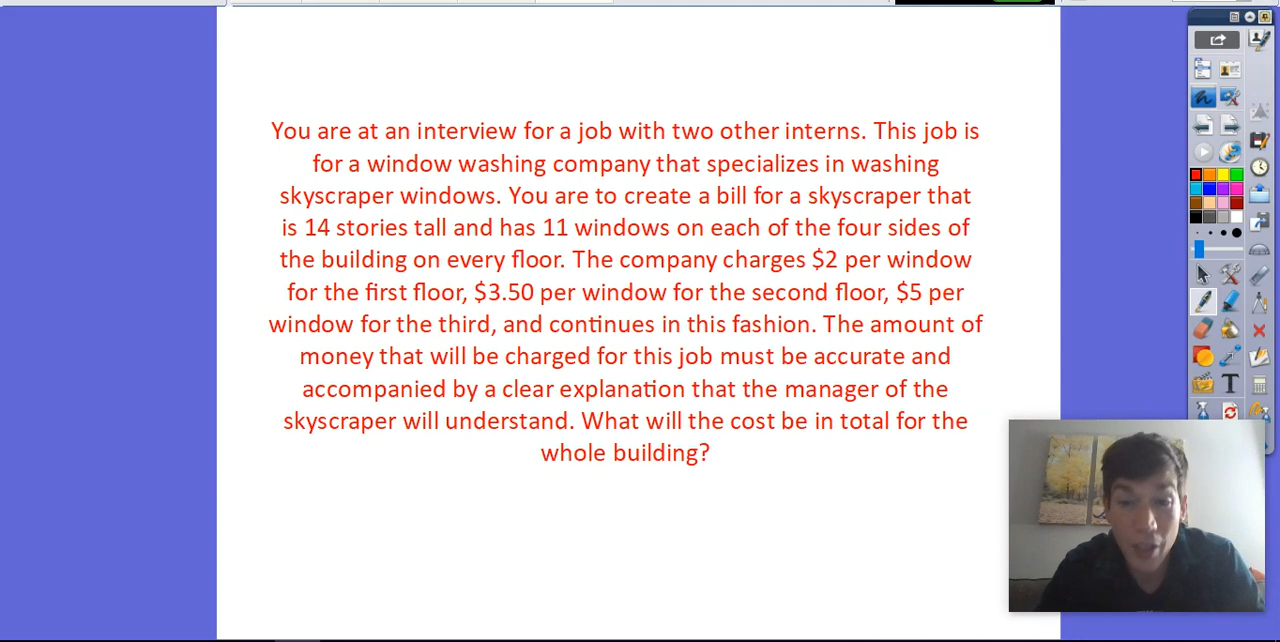 You are at an interview for a job with two other interns. This job is
for a window washing company that specializes in washing
skyscraper windows. You are to create a bill for a skyscraper that
is 14 stories tall and has 11 windows on each of the four sides of
the building on every floor. The company charges $2 per window
for the first floor, $3.50 per window for the second floor, $5 per
window for the third, and continues in this fashion. The amount of
money that will be charged for this job must be accurate and
accompanied by a clear explanation that the manager of the
skyscraper will understand. What will the cost be in total for the
whole building?